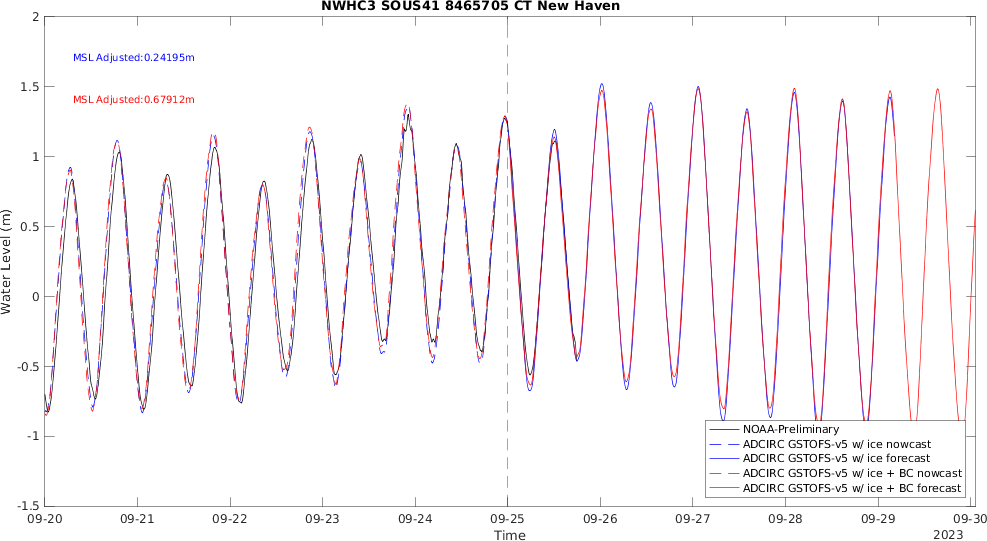 NWHC3 SOUS41 8465705 CT New Haven
2
MSL Adjusted:0.24195m
1.5
MSL Adjusted:0.67912m
1
0.5
Water Level (m)
0
-0.5
-1
NOAA-Preliminary
ADCIRC GSTOFS-v5 w/ ice nowcast
ADCIRC GSTOFS-v5 w/ ice forecast
ADCIRC GSTOFS-v5 w/ ice + BC nowcast
ADCIRC GSTOFS-v5 w/ ice + BC forecast
-1.5
09-20 09-21 09-22 09-23 09-24 09-25 09-26 09-27 09-28 09-29 09-30
Time
2023